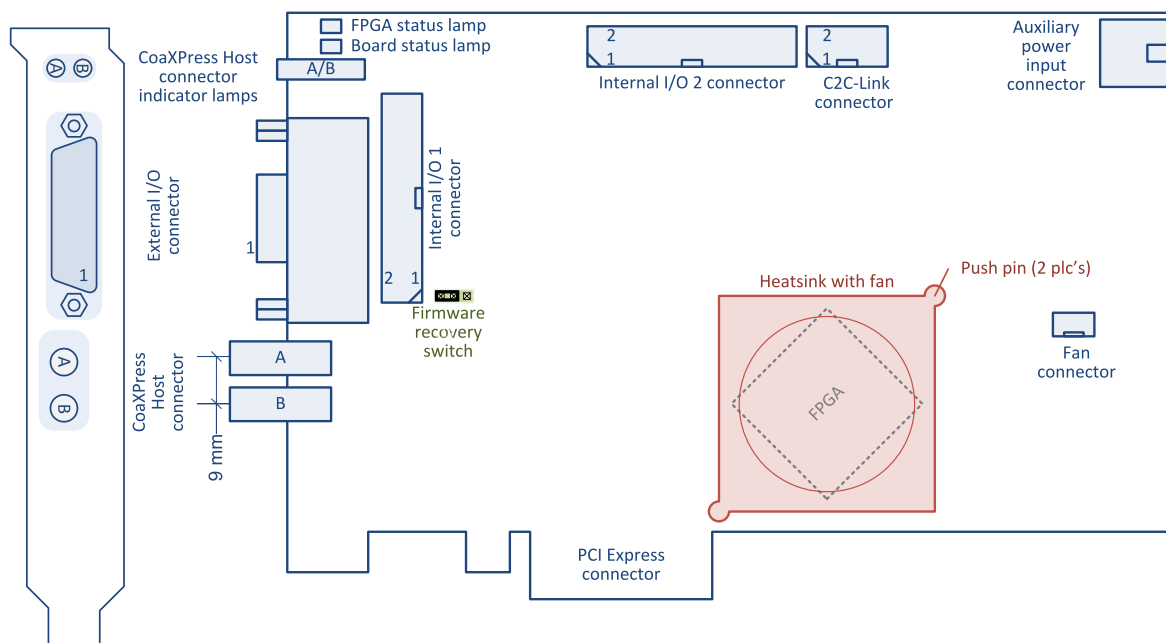 FPGA status lamp
Board status lamp
CoaXPress Host
connector
indicator lamps
A/B
A
B
2
1
Internal I/O 2 connector
2
1
C2C-Link
connector
Auxiliary
power
input
connector
External I/O
connector
1
1
Internal I/O 1
connector
2
1
Firmware
recovery
switch
Heatsink with fan
Push pin (2 plc's)
FPGA
Fan
connector
CoaXPress
Host
connector
A
B
A
B
9 mm
PCI Express
connector